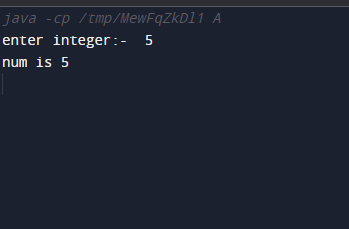 java -cp /tmp/MewFqZkDl1 A
enter integer:-  5
num is 5